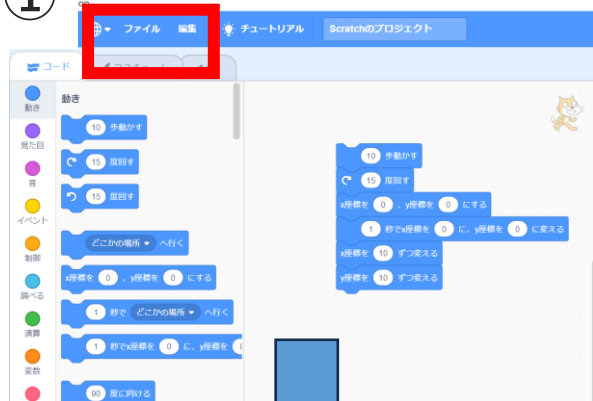 ①
ファイル 編集 チュートリアル Scratchのプロジェクト
コード
動き
動き
見た目
音
イベント
制御
調べる
演算
変数
10 歩動かす
15 度回す
15 度回す
どこかの場所 へ行く
x座標を 0 、y座標を 0 にする
1 秒で どこかの場所 へ行く
1 秒でx座標を 0 に、y座標を
90 度に向ける
10 歩動かす
15 度回す
x座標を 0 、y座標を 0 にする
1 秒でx座標を 0 に、y座標を 0 に変える
x座標を 10 ずつ変える
y座標を 10 ずつ変える